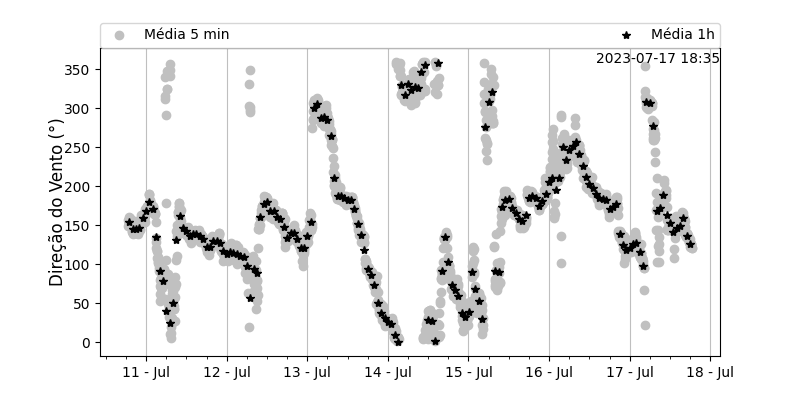 Média 5 min
Média 1h
2023-07-17 18:35
Direção do Vento (°)
350
300
250
200
150
100
50
0
11 - Jul
12 - Jul
13 - Jul
14 - Jul
15 - Jul
16 - Jul
17 - Jul
18 - Jul